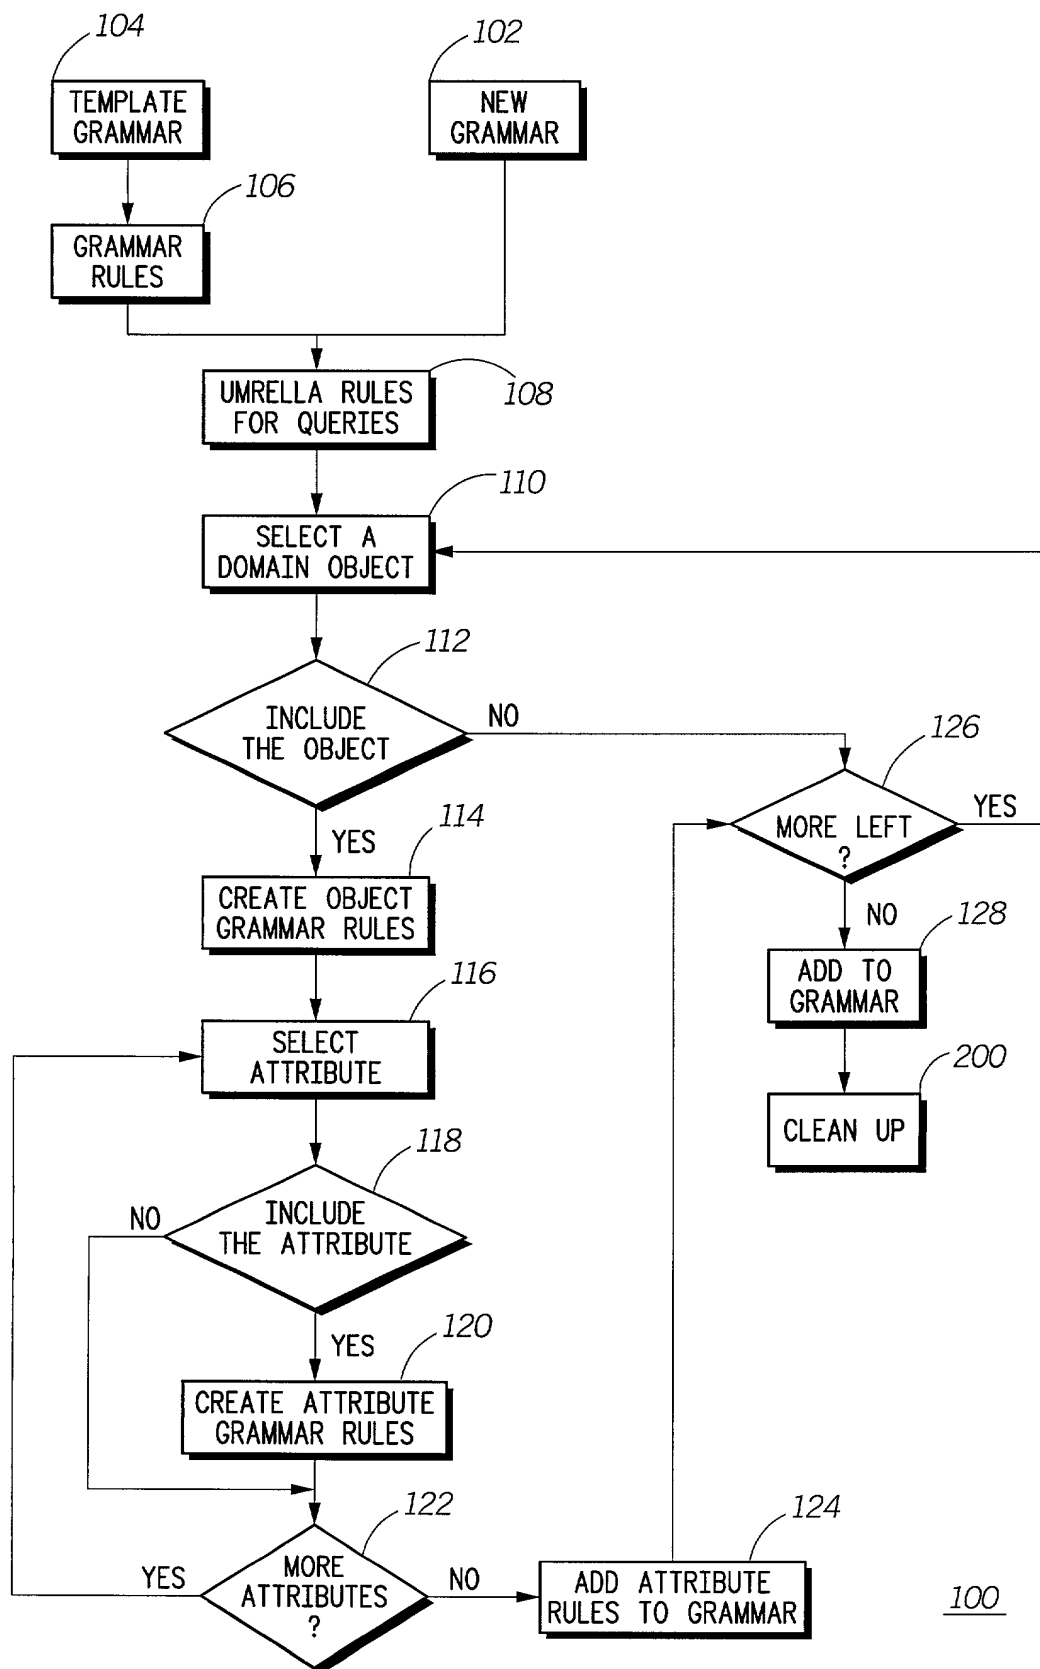 104
102
TEMPLATE
GRAMMAR
NEW
GRAMMAR
106
GRAMMAR
RULES
108
UMRELLA RULES
FOR QUERIES
110
SELECT A
DOMAIN OBJECT
112
INCLUDE
THE OBJECT
NO
126
MORE LEFT
?
YES
YES
114
CREATE OBJECT
GRAMMAR RULES
NO
128
ADD TO
GRAMMAR
116
SELECT
ATTRIBUTE
200
CLEAN UP
118
INCLUDE
THE ATTRIBUTE
NO
YES
120
CREATE ATTRIBUTE
GRAMMAR RULES
122
MORE
ATTRIBUTES
?
YES
NO
124
ADD ATTRIBUTE
RULES TO GRAMMAR
100